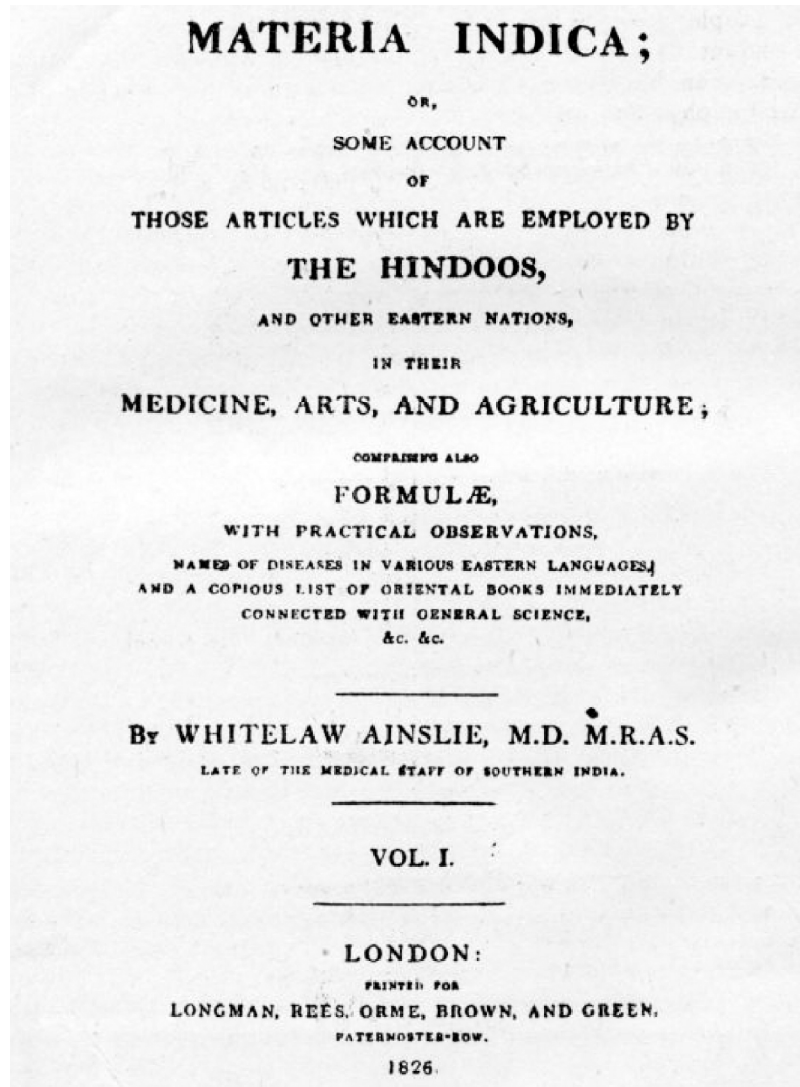 MATERIA INDICA;
OR,
SOME ACCOUNT
OF
THOSE ARTICLES WHICH ARE EMPLOYED BY
THE HINDOOS,
AND OTHER EASTERN NATIONS,
IN THEIR
MEDICINE, ARTS, AND AGRICULTURE;
COMPRISING ALSO
FORMULÆ,
WITH PRACTICAL OBSERVATIONS,
NAMES OF DISEASES IN VARIOUS EASTERN LANGUAGES,
AND A COPIOUS LIST OF ORIENTAL BOOKS IMMEDIATELY
CONNECTED WITH GENERAL SCIENCE,
&c. &c.
By WHITELAW AINSLIE, M.D. M.R.A.S.
LATE OF THE MEDICAL STAFF OF SOUTHERN INDIA.
VOL. I.
LONDON:
PRINTED FOR
LONGMAN, REES, ORME, BROWN, AND GREEN,
PATERNOSTER-ROW.
1826.